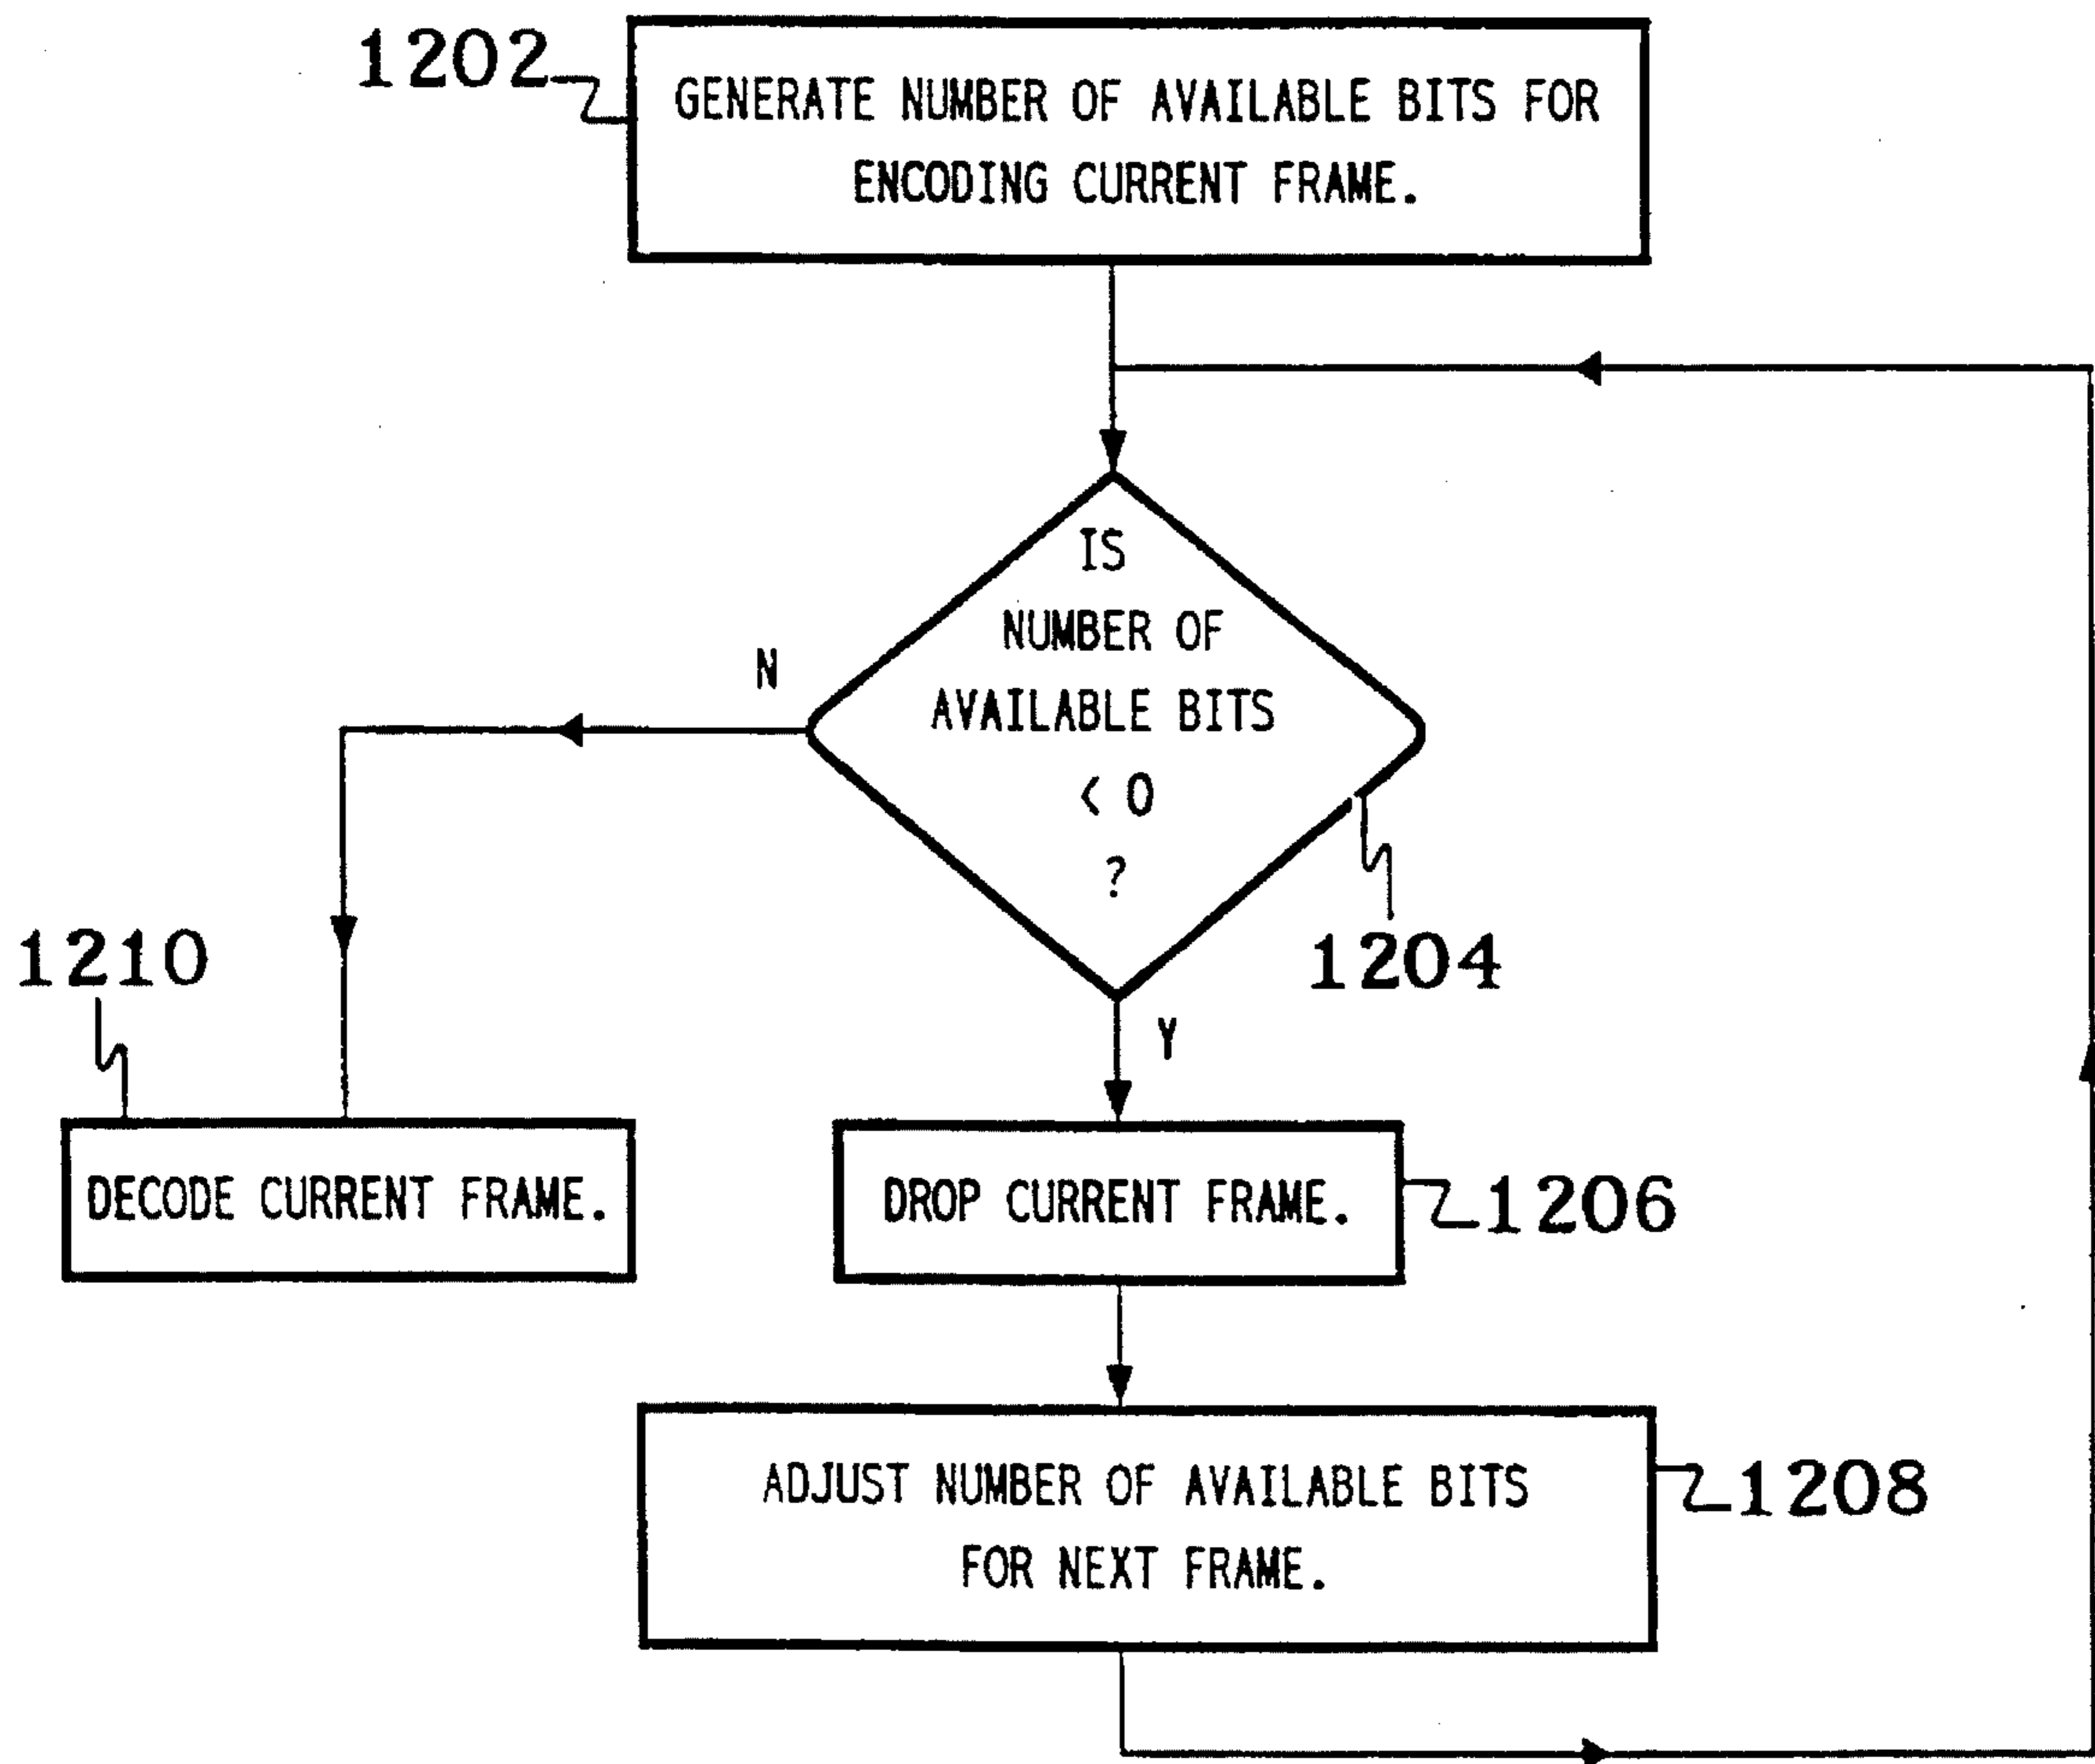 1202
GENERATE NUMBER OF AVAILABLE BITS FOR
ENCODING CURRENT FRAME.
IS
NUMBER OF
AVAILABLE BITS
< 0
?
N
1204
Y
1210
DECODE CURRENT FRAME.
DROP CURRENT FRAME.
1206
ADJUST NUMBER OF AVAILABLE BITS
FOR NEXT FRAME.
1208